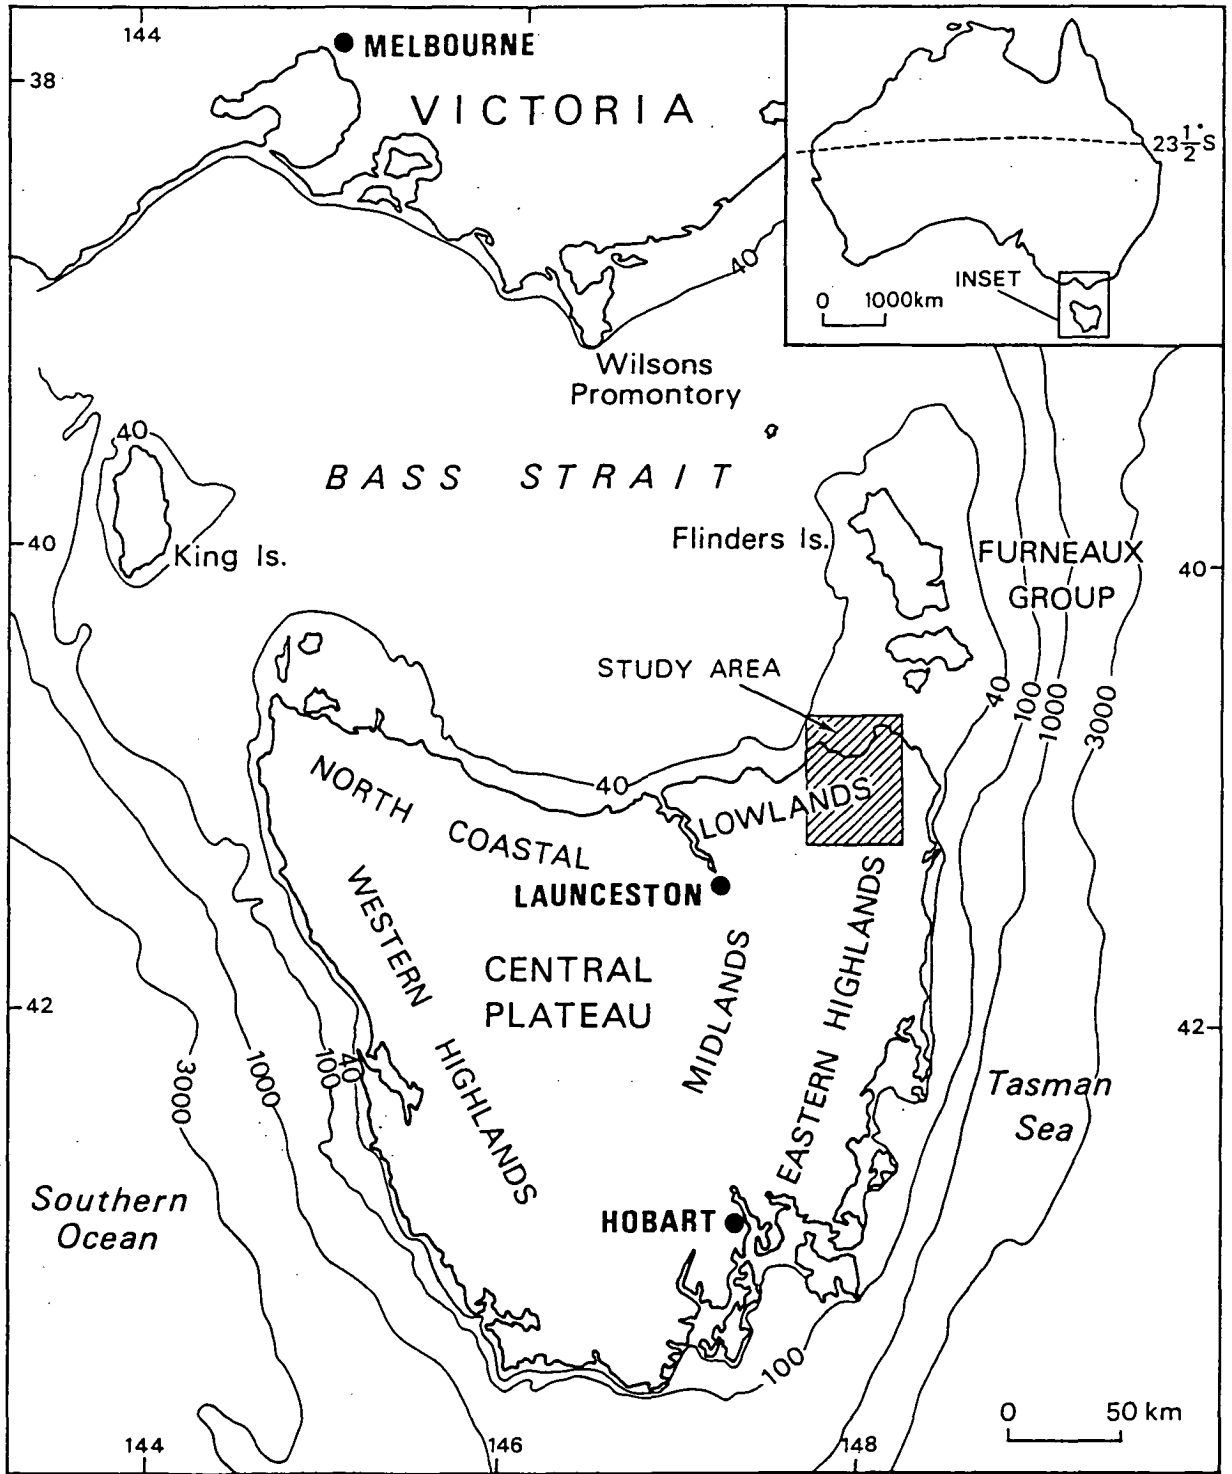 144
MELBOURNE
38
VICTORIA
23 1/2°S
INSET
0 1000km
40
Wilsons
Promontory
40
BASS STRAIT
King Is.
Flinders Is.
40
FURNEAUX
GROUP
40
STUDY AREA
40
100
1000
3000
NORTH COASTAL LOWLANDS
40
LAUNCESTON
WESTERN HIGHLANDS
CENTRAL
PLATEAU
MIDLANDS
EASTERN HIGHLANDS
42
42
3000
1000
100
40
Tasman
Sea
Southern
Ocean
HOBART
100
0 50 km
144
146
148